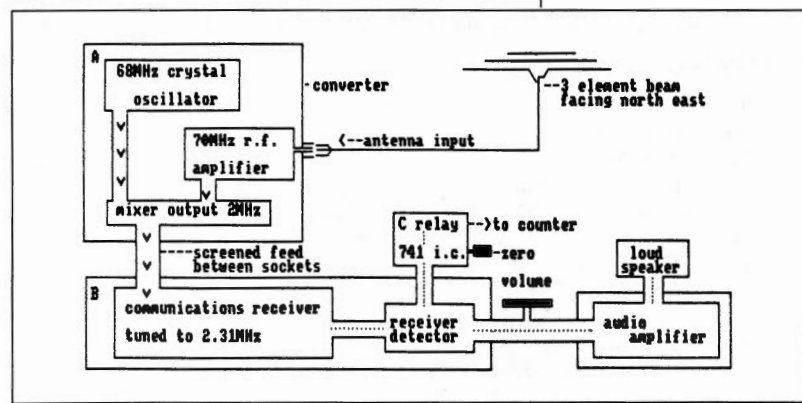 A
68MHz crystal
oscillator
-converter
--3 element beam
facing north east
70MHz r.f.
amplifier
<--antenna input
mixer output 2MHz
C relay
-->to counter
741 i.c.
-zero
----screened feed
between sockets
volume
loud
speaker
B
communications receiver
tuned to 2.31MHz
receiver
detector
audio
amplifier